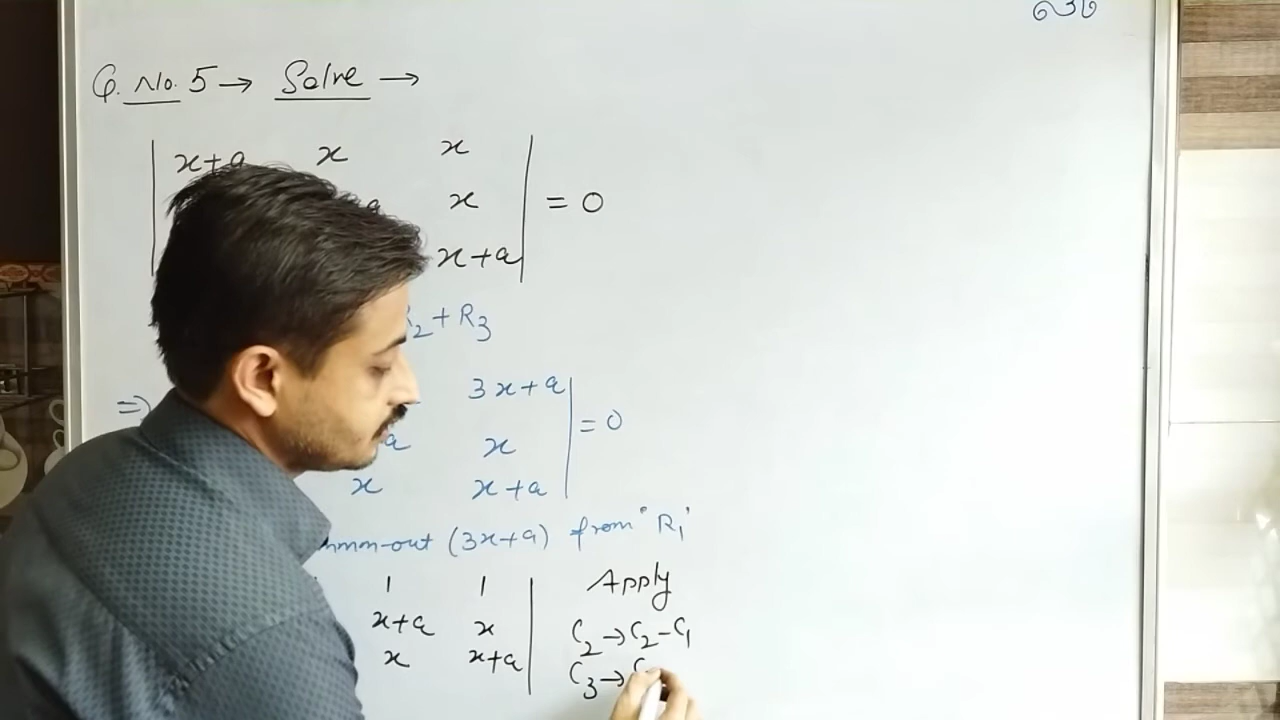 Q. No. 5 → Solve →
x+a x x
a x = 0
x+a
R2 + R3
⇒ 3x+a
a x = 0
x x+a
mmon-out (3x+a) from "R1"
1 1 Apply
x+a x C2→C2-C1
x x+a C3→C